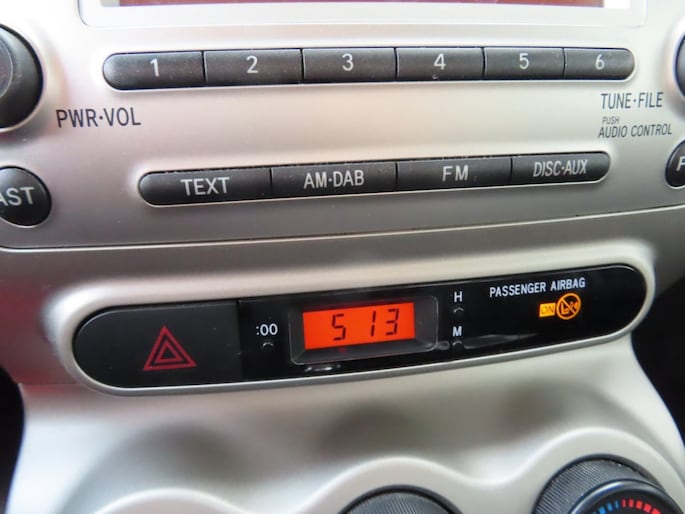 1 2 3 4 5 6
PWR·VOL
TUNE·FILE
PUSH
AUDIO CONTROL
AST
TEXT AM·DAB FM DISC·AUX
:00
5 13
H
M
PASSENGER AIRBAG
ON